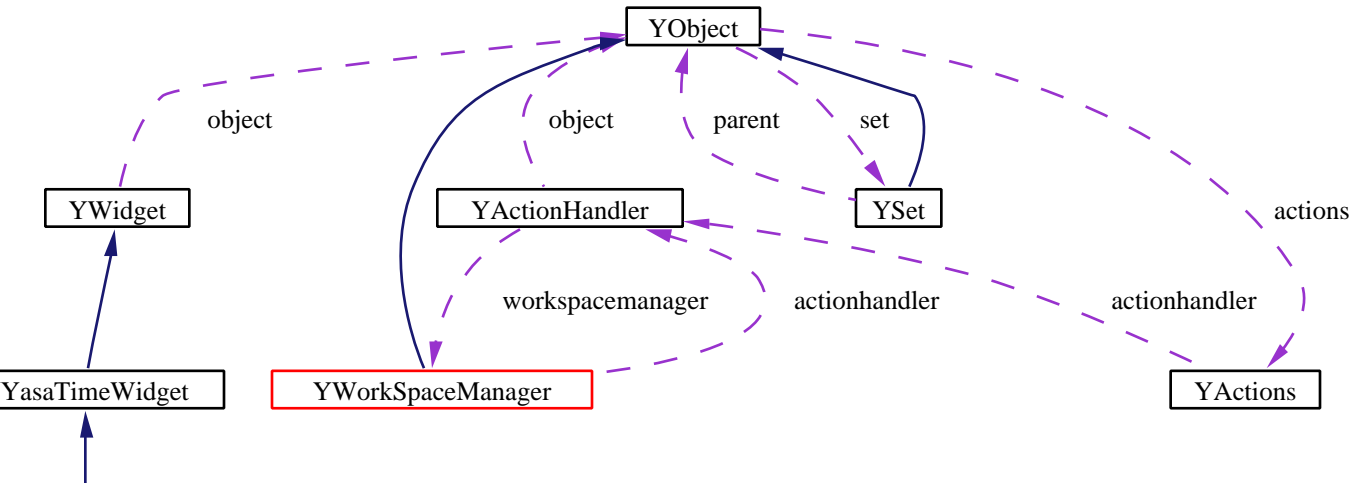 YObject
object
object
parent
set
YWidget
YActionHandler
YSet
actions
workspacemanager
actionhandler
actionhandler
YasaTimeWidget
YWorkSpaceManager
YActions